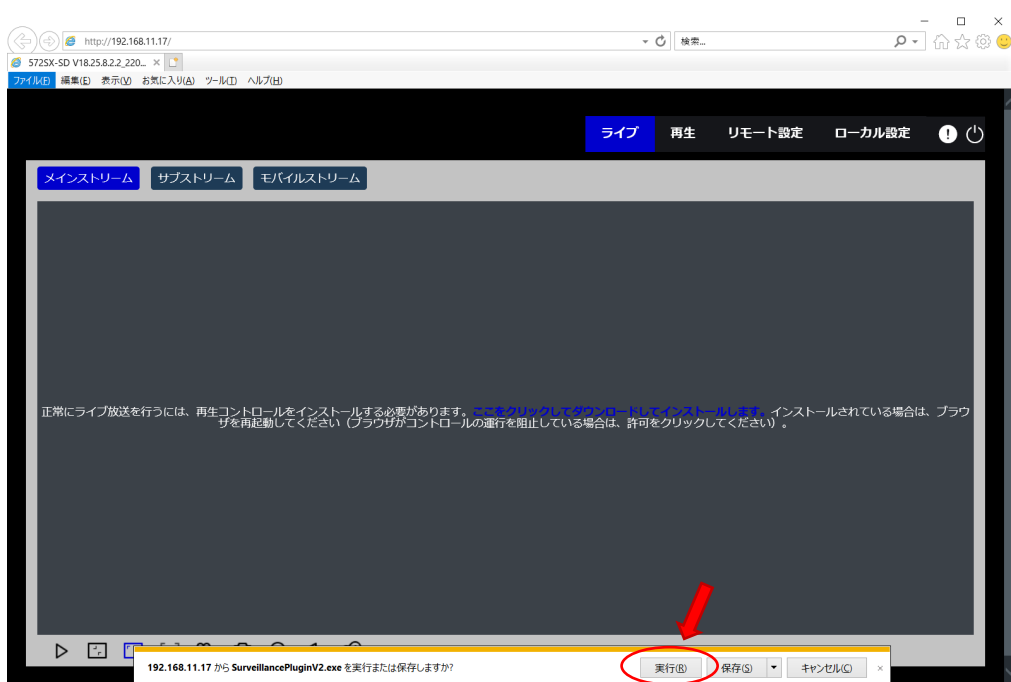 http://192.168.11.17/
検索...
572SX-SD V18.25.8.2.2_220...
ファイル(F) 編集(E) 表示(V) お気に入り(A) ツール(T) ヘルプ(H)
ライブ 再生 リモート設定 ローカル設定
メインストリーム サブストリーム モバイルストリーム
正常にライブ放送を行うには、再生コントロールをインストールする必要があります。ここをクリックしてダウンロードしてインストールします。インストールされている場合は、ブラウ
ザを再起動してください（ブラウザがコントロールの運行を阻止している場合は、許可をクリックしてください）。
192.168.11.17 から SurveillancePluginV2.exe を実行または保存しますか?
実行(R) 保存(S) キャンセル(C)